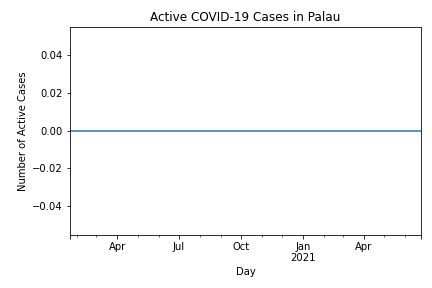 Active COVID-19 Cases in Palau
Number of Active Cases
0.04
0.02
0.00
−0.02
−0.04
Apr Jul Oct Jan Apr
2021
Day